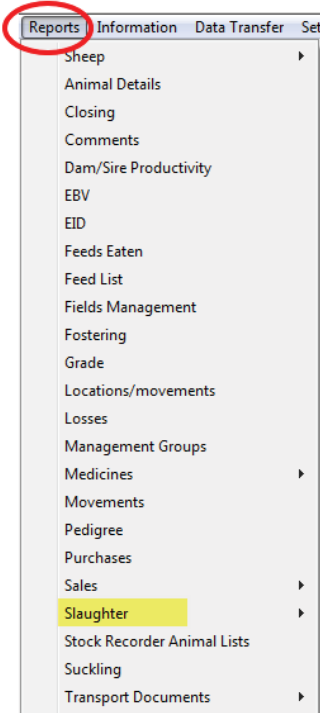 Reports Information Data Transfer Set
Sheep
Animal Details
Closing
Comments
Dam/Sire Productivity
EBV
EID
Feeds Eaten
Feed List
Fields Management
Fostering
Grade
Locations/movements
Losses
Management Groups
Medicines
Movements
Pedigree
Purchases
Sales
Slaughter
Stock Recorder Animal Lists
Suckling
Transport Documents